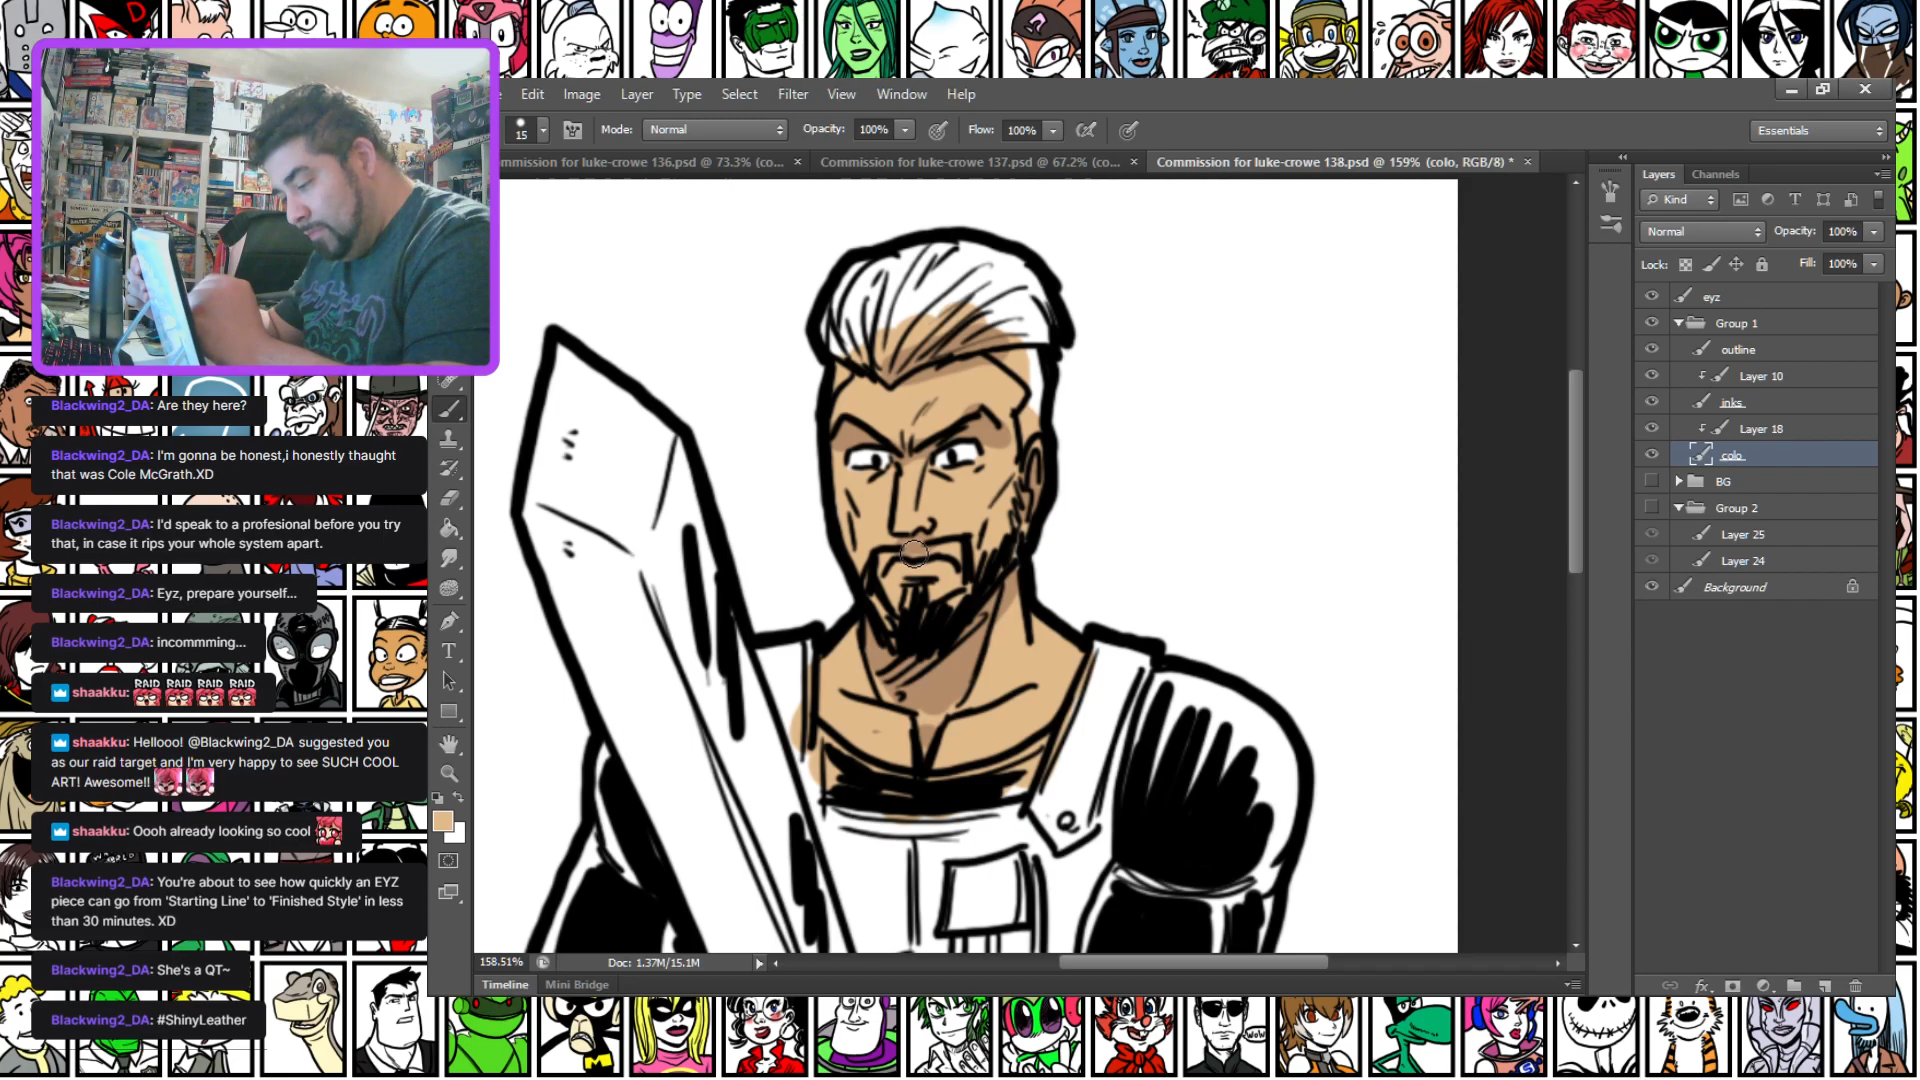 Edit Image Layer Type Select Filter View Window Help
15 Mode: Normal Opacity: 100% Flow: 100% Essentials
Commission for luke-crowe 136.psd @ 73.3% (co... × Commission for luke-crowe 137.psd @ 67.2% (co... × Commission for luke-crowe 138.psd @ 159% (colo, RGB/8) * ×
Layers Channels
Kind
Normal Opacity: 100%
Lock: Fill: 100%
eyz
Group 1
outline
Layer 10
inks
Layer 18
colo
BG
Group 2
Layer 25
Layer 24
Background
Blackwing2_DA: Are they here?
Blackwing2_DA: I'm gonna be honest,i honestly thaught
that was Cole McGrath.XD
Blackwing2_DA: I'd speak to a profesional before you try
that, in case it rips your whole system apart.
Blackwing2_DA: Eyz, prepare yourself...
Blackwing2_DA: incommming...
shaakku: RAID RAID RAID RAID
shaakku: Hellooo! @Blackwing2_DA suggested you
as our raid target and I'm very happy to see SUCH COOL
ART! Awesome!!
shaakku: Oooh already looking so cool
Blackwing2_DA: You're about to see how quickly an EYZ
piece can go from 'Starting Line' to 'Finished Style' in less
than 30 minutes. XD
Blackwing2_DA: She's a QT~
Blackwing2_DA: #ShinyLeather
158.51% Doc: 1.37M/15.1M
Timeline Mini Bridge
WOW